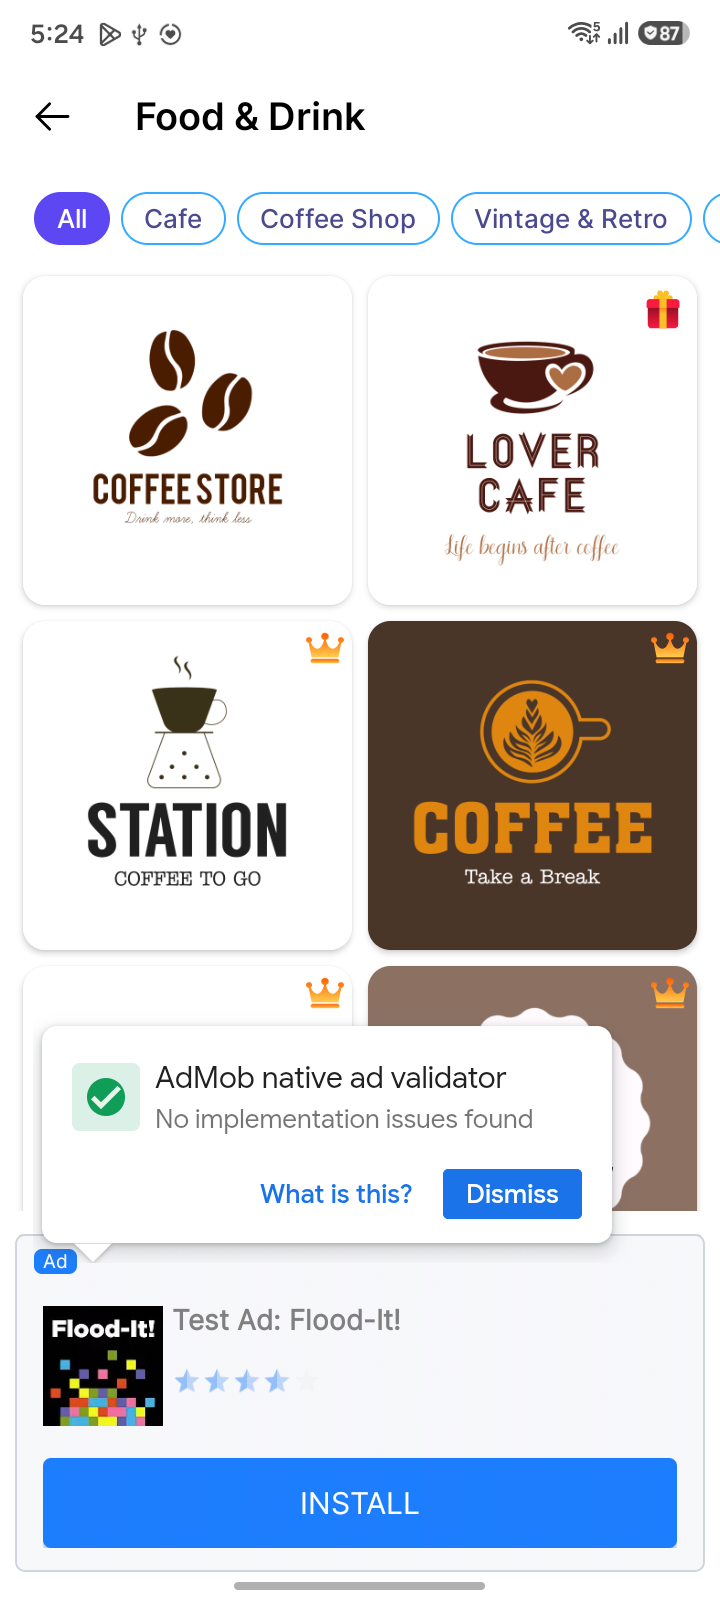 5:24
5
87
Food & Drink
All
Cafe
Coffee Shop
Vintage & Retro
COFFEE STORE
Drink more, think less
LOVER
CAFE
Life begins after coffee
STATION
COFFEE TO GO
COFFEE
Take a Break
AdMob native ad validator
No implementation issues found
What is this?
Dismiss
Ad
Flood-It!
Test Ad: Flood-It!
INSTALL